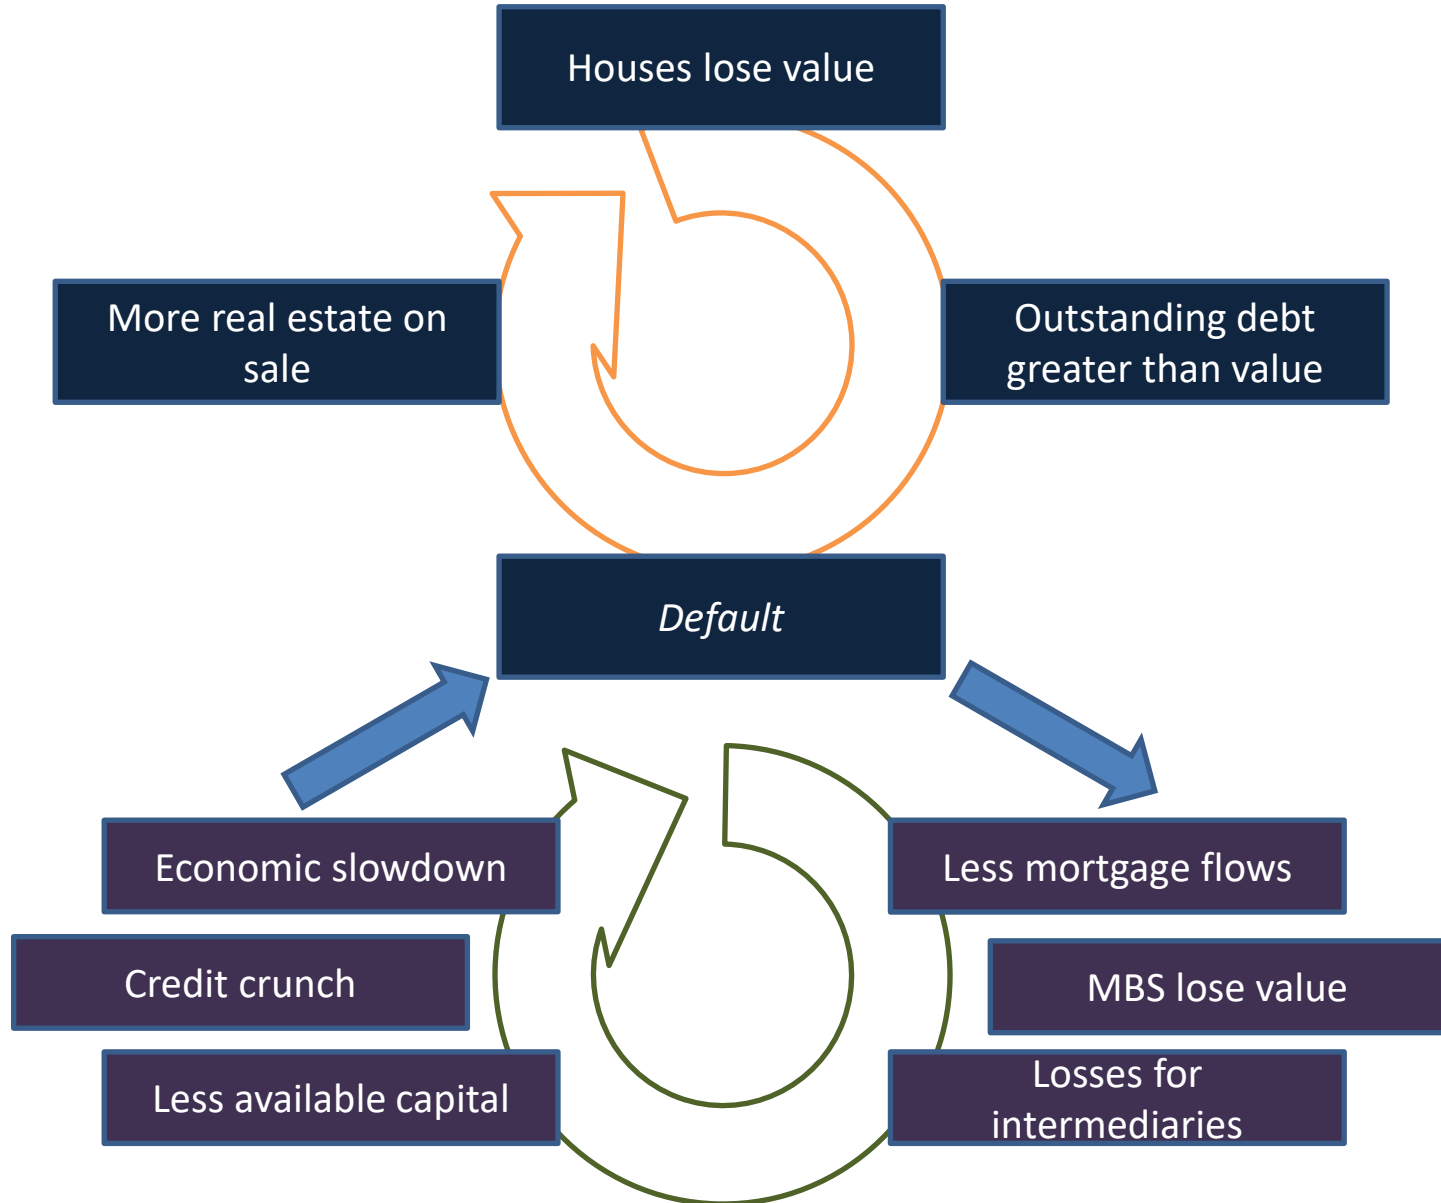 Houses lose value
More real estate on
sale
Outstanding debt
greater than value
Default
Economic slowdown
Less mortgage flows
Credit crunch
MBS lose value
Less available capital
Losses for
intermediaries